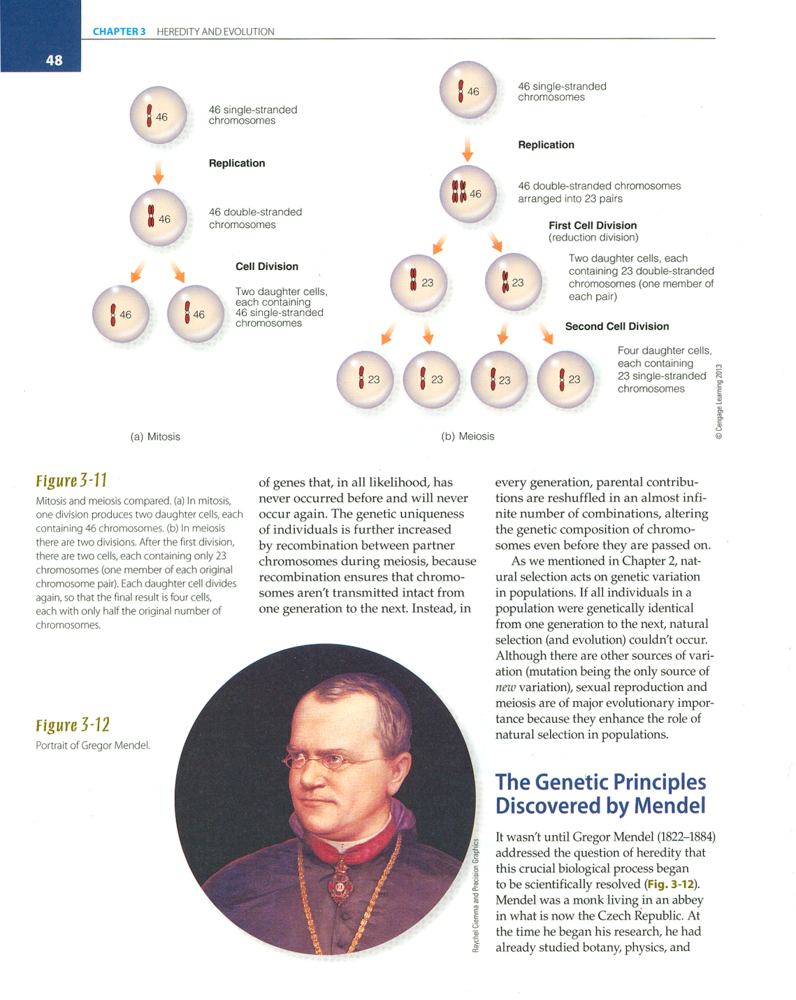 CHAPTER 3 HEREDITY AND EVOLUTION
48
46
46 single-stranded
chromosomes
Replication
46
46 double-stranded
chromosomes
Cell Division
46
46
Two daughter cells,
each containing
46 single-stranded
chromosomes
(a) Mitosis
46
46 single-stranded
chromosomes
Replication
46
46 double-stranded chromosomes
arranged into 23 pairs
First Cell Division
(reduction division)
23
23
Two daughter cells, each
containing 23 double-stranded
chromosomes (one member of
each pair)
Second Cell Division
23
23
23
23
Four daughter cells,
each containing
23 single-stranded
chromosomes
(b) Meiosis
© Cengage Learning 2013
Figure 3-11
Mitosis and meiosis compared. (a) In mitosis,
one division produces two daughter cells, each
containing 46 chromosomes. (b) In meiosis
there are two divisions. After the first division,
there are two cells, each containing only 23
chromosomes (one member of each original
chromosome pair). Each daughter cell divides
again, so that the final result is four cells,
each with only half the original number of
chromosomes.
Figure 3-12
Portrait of Gregor Mendel.
Raychel Ciemma and Precision Graphics
of genes that, in all likelihood, has
never occurred before and will never
occur again. The genetic uniqueness
of individuals is further increased
by recombination between partner
chromosomes during meiosis, because
recombination ensures that chromo-
somes aren't transmitted intact from
one generation to the next. Instead, in
every generation, parental contribu-
tions are reshuffled in an almost infi-
nite number of combinations, altering
the genetic composition of chromo-
somes even before they are passed on.
As we mentioned in Chapter 2, nat-
ural selection acts on genetic variation
in populations. If all individuals in a
population were genetically identical
from one generation to the next, natural
selection (and evolution) couldn't occur.
Although there are other sources of vari-
ation (mutation being the only source of
new variation), sexual reproduction and
meiosis are of major evolutionary impor-
tance because they enhance the role of
natural selection in populations.
The Genetic Principles
Discovered by Mendel
It wasn't until Gregor Mendel (1822–1884)
addressed the question of heredity that
this crucial biological process began
to be scientifically resolved (Fig. 3-12).
Mendel was a monk living in an abbey
in what is now the Czech Republic. At
the time he began his research, he had
already studied botany, physics, and